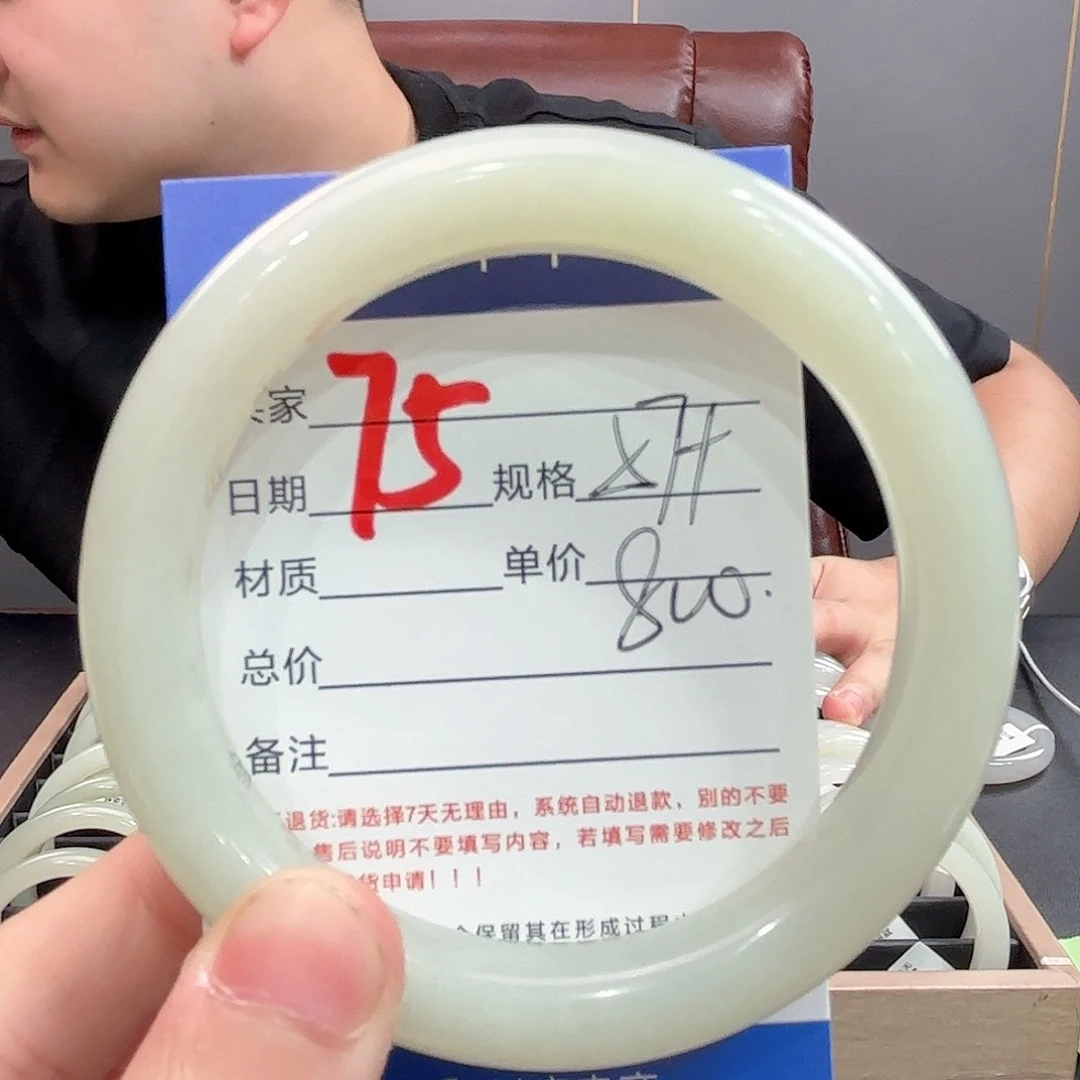 家 75
日期 规格
材质 单价 800.
总价
备注
退货:请选择7天无理由，系统自动退款，别的不要
售后说明不要填写内容，若填写需要修改之后
货申请！！！
保留其在形成过程